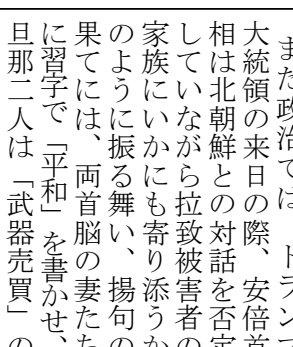 また政治では、トランプ
大統領の来日の際、安倍首
相は北朝鮮との対話を否定
していながら拉致被害者の
家族にいかにも寄り添うか
のように振る舞い、揚句の
果てには、両首脳の妻たち
に習字で「平和」を書かせ、
旦那二人は「武器売買」の